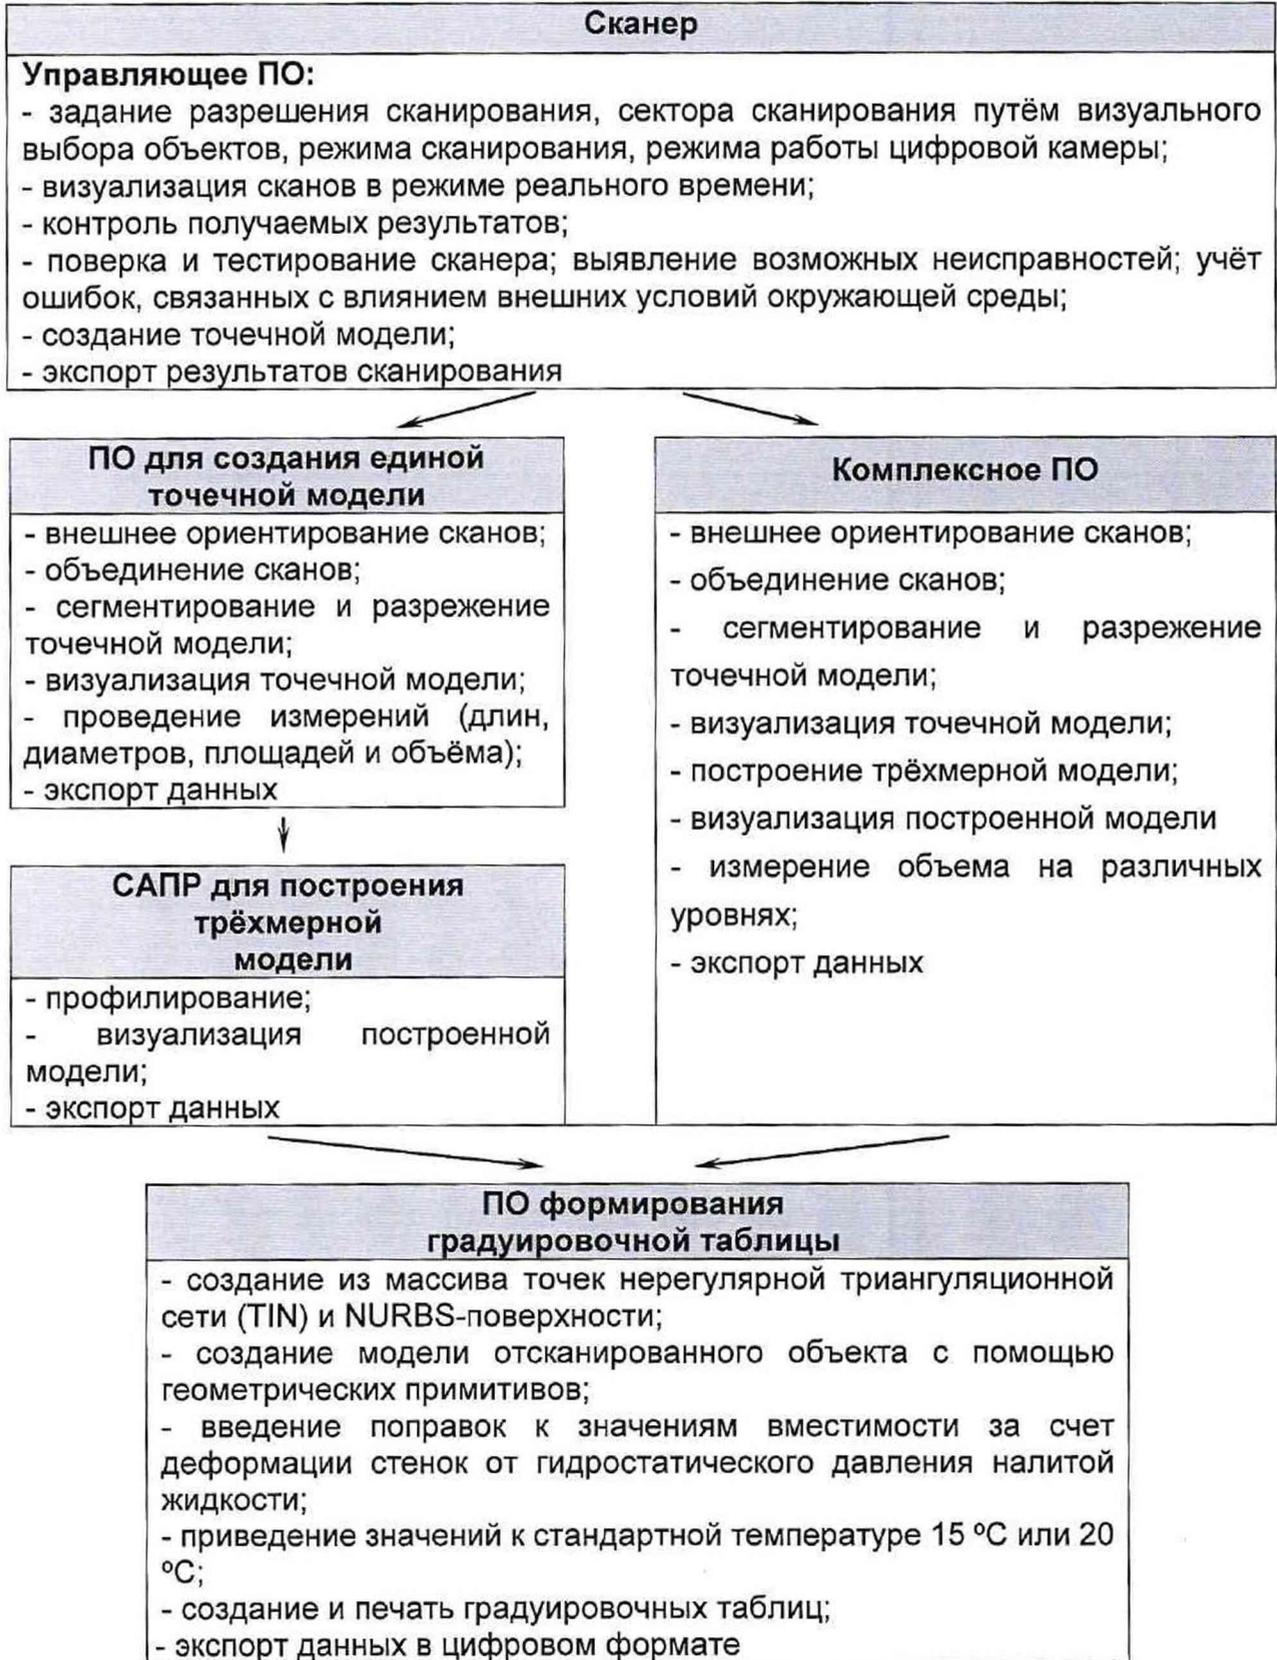 Сканер
Управляющее ПО:
- задание разрешения сканирования, сектора сканирования путём визуального
выбора объектов, режима сканирования, режима работы цифровой камеры;
- визуализация сканов в режиме реального времени;
- контроль получаемых результатов;
- поверка и тестирование сканера; выявление возможных неисправностей; учёт
ошибок, связанных с влиянием внешних условий окружающей среды;
- создание точечной модели;
- экспорт результатов сканирования
ПО для создания единой
точечной модели
- внешнее ориентирование сканов;
- объединение сканов;
- сегментирование и разрежение
точечной модели;
- визуализация точечной модели;
- проведение измерений (длин,
диаметров, площадей и объёма);
- экспорт данных
САПР для построения
трёхмерной
модели
- профилирование;
- визуализация построенной
модели;
- экспорт данных
Комплексное ПО
- внешнее ориентирование сканов;
- объединение сканов;
- сегментирование и разрежение
точечной модели;
- визуализация точечной модели;
- построение трёхмерной модели;
- визуализация построенной модели
- измерение объема на различных
уровнях;
- экспорт данных
ПО формирования
градуировочной таблицы
- создание из массива точек нерегулярной триангуляционной
сети (TIN) и NURBS-поверхности;
- создание модели отсканированного объекта с помощью
геометрических примитивов;
- введение поправок к значениям вместимости за счет
деформации стенок от гидростатического давления налитой
жидкости;
- приведение значений к стандартной температуре 15 ºС или 20
ºС;
- создание и печать градуировочных таблиц;
- экспорт данных в цифровом формате